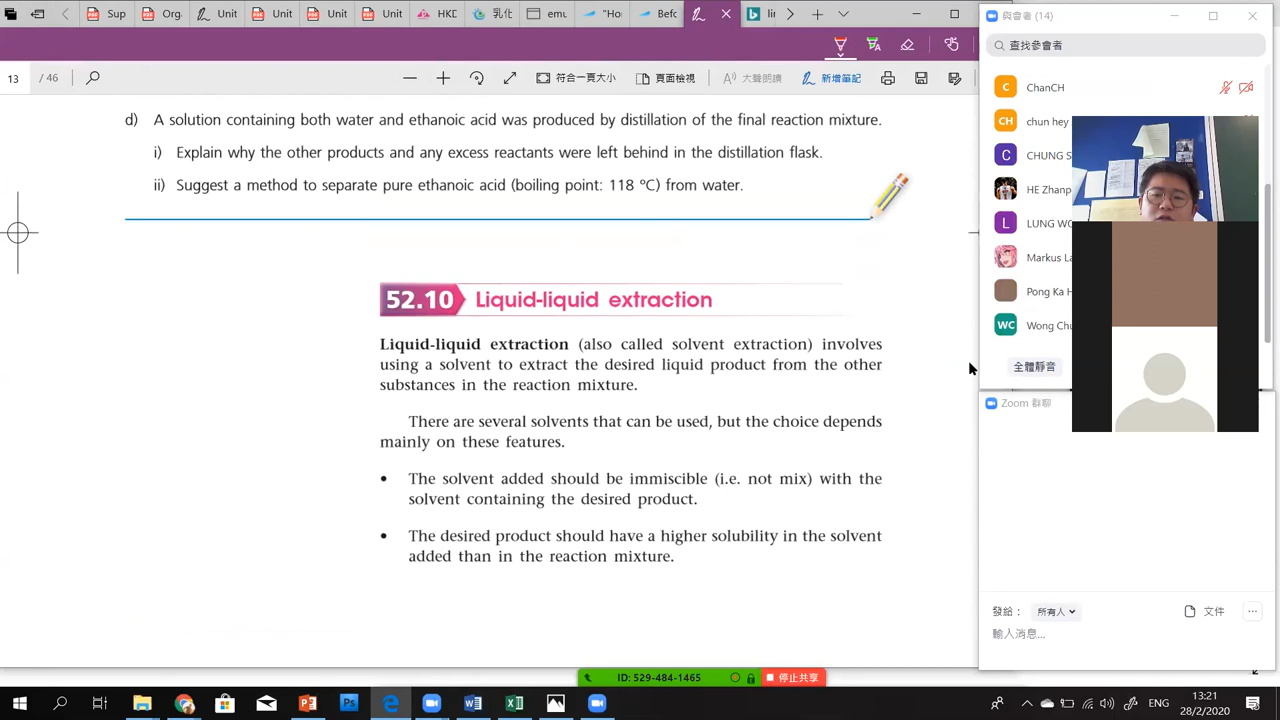 Sup
Org
Unit
Unit
Unit
Unit
HKE
乳化
emu
"Ho
Befo
lin
與會者 (14)
查找參會者
13 / 46
符合一頁大小
頁面檢視
大聲朗讀
新增筆記
d) A solution containing both water and ethanoic acid was produced by distillation of the final reaction mixture.
i) Explain why the other products and any excess reactants were left behind in the distillation flask.
ii) Suggest a method to separate pure ethanoic acid (boiling point: 118 ºC) from water.
52.10 Liquid-liquid extraction
Liquid-liquid extraction (also called solvent extraction) involves
using a solvent to extract the desired liquid product from the other
substances in the reaction mixture.
There are several solvents that can be used, but the choice depends
mainly on these features.
• The solvent added should be immiscible (i.e. not mix) with the
solvent containing the desired product.
• The desired product should have a higher solubility in the solvent
added than in the reaction mixture.
C ChanCH
CH chun hey
C CHUNG S
HE Zhanp
L LUNG WO
Markus La
Pong Ka H
WC Wong Chu
全體靜音
Zoom 群聊
發給：
所有人
文件
輸入消息...
ID: 529-484-1465
停止共享
ENG
13:21
28/2/2020